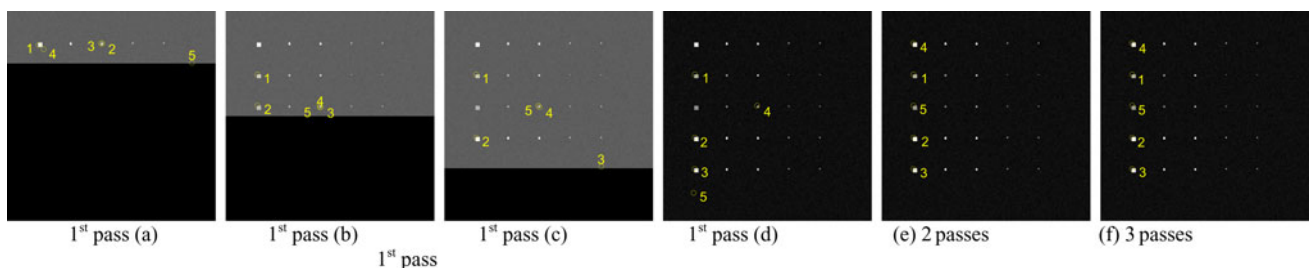 1 4 3 2 5
1 2 4 5 3
1 5 4 2 3
1 4 2 3 5
4 1 5 2 3
4 1 5 2 3
1st pass (a) 1st pass (b) 1st pass (c) 1st pass (d) (e) 2 passes (f) 3 passes
1st pass